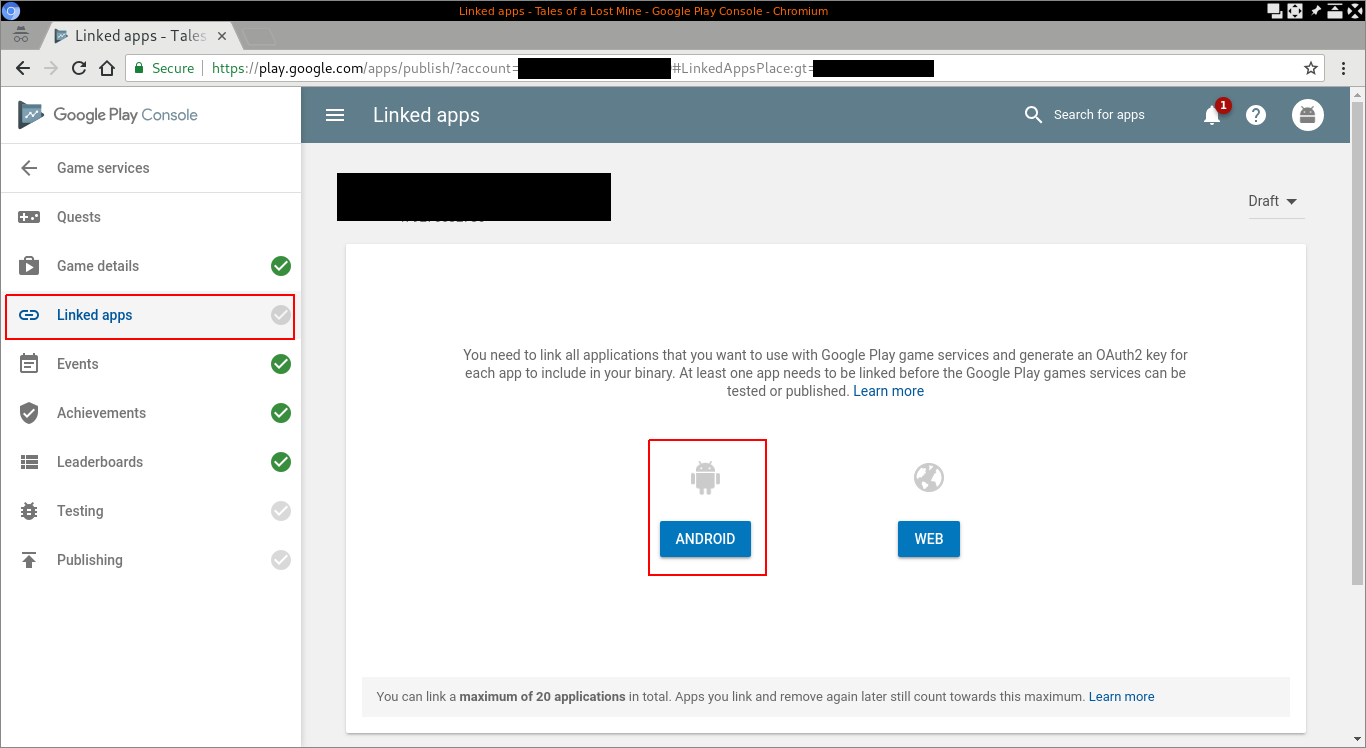 Linked apps - Tales of a Lost Mine - Google Play Console - Chromium
Linked apps - Tales
Secure https://play.google.com/apps/publish/?account= #LinkedAppsPlace:gt=
Google Play Console
Linked apps
Search for apps
1
Game services
Quests
Draft
Game details
Linked apps
Events
Achievements
Leaderboards
Testing
Publishing
You need to link all applications that you want to use with Google Play game services and generate an OAuth2 key for
each app to include in your binary. At least one app needs to be linked before the Google Play games services can be
tested or published. Learn more
ANDROID
WEB
You can link a maximum of 20 applications in total. Apps you link and remove again later still count towards this maximum. Learn more